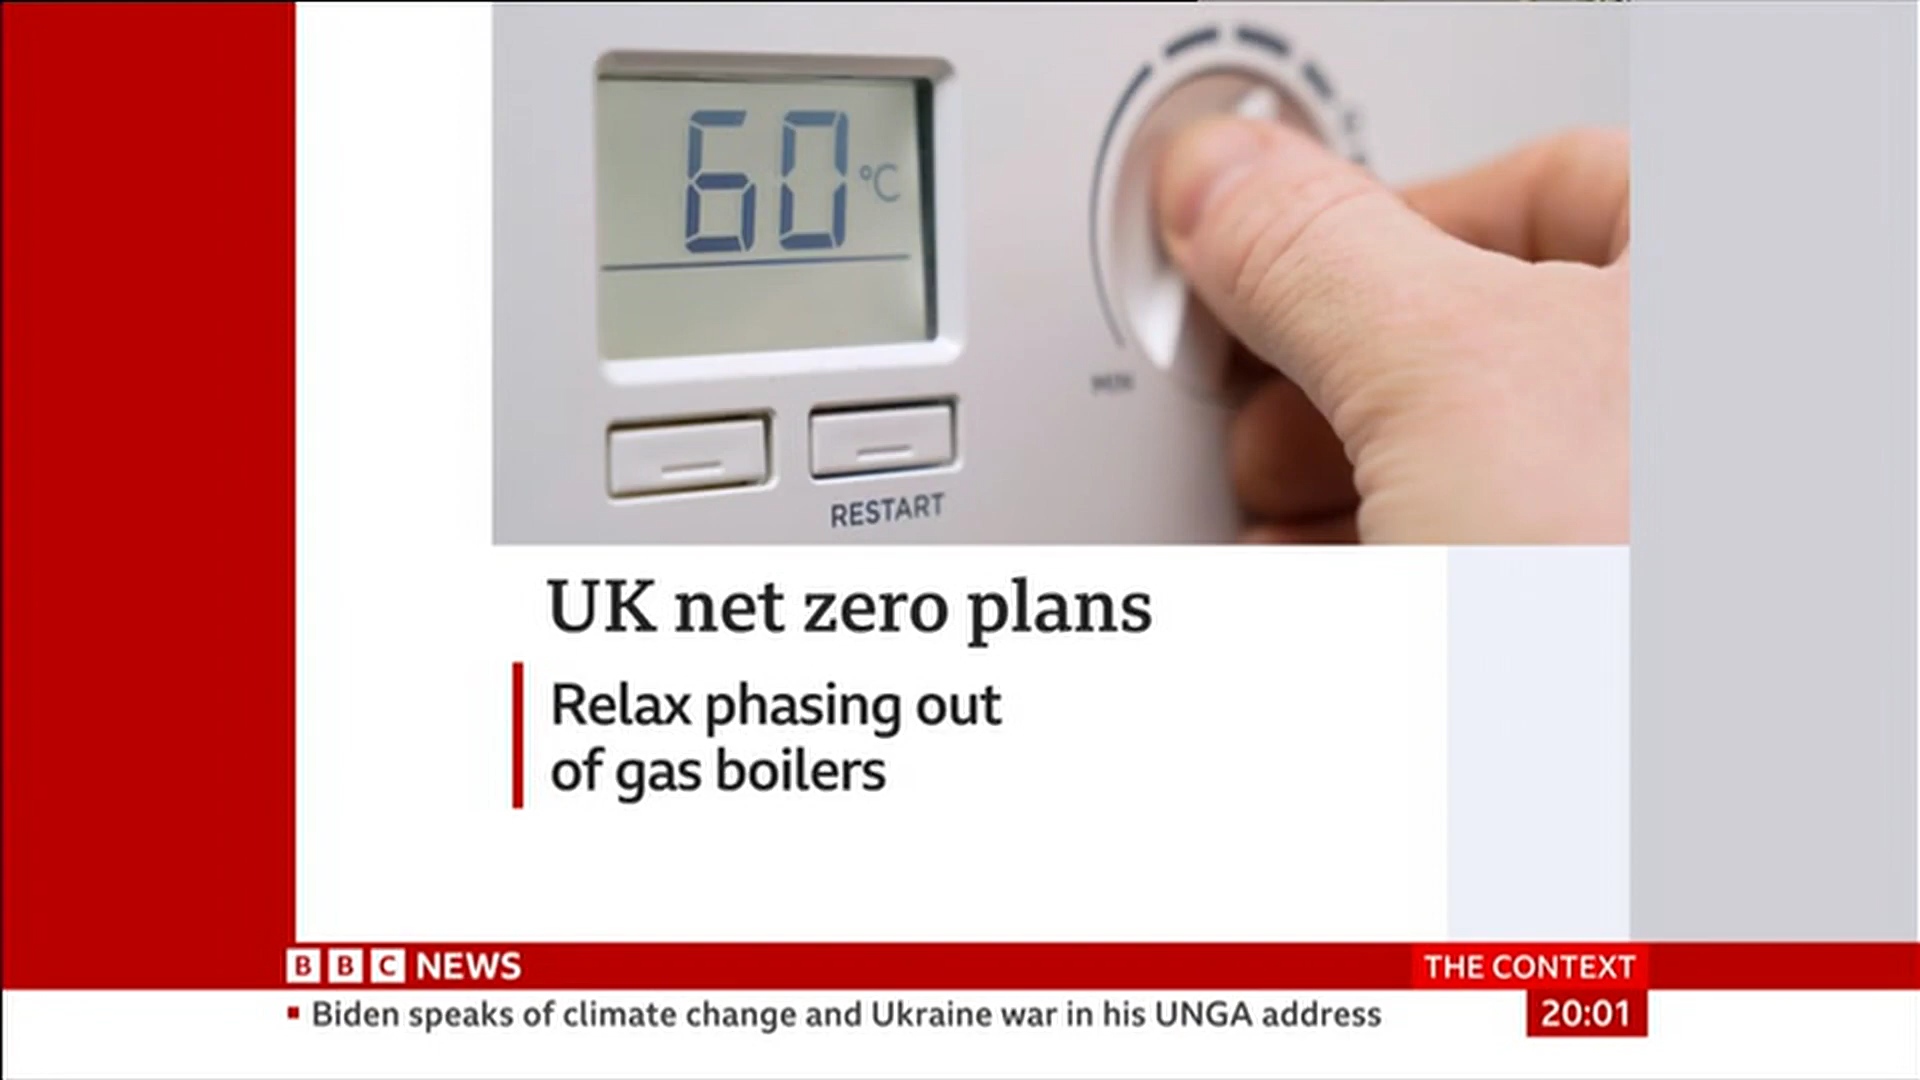 60 °C
MIN
RESTART
UK net zero plans
Relax phasing out
of gas boilers
BBC NEWS
THE CONTEXT
Biden speaks of climate change and Ukraine war in his UNGA address
20:01